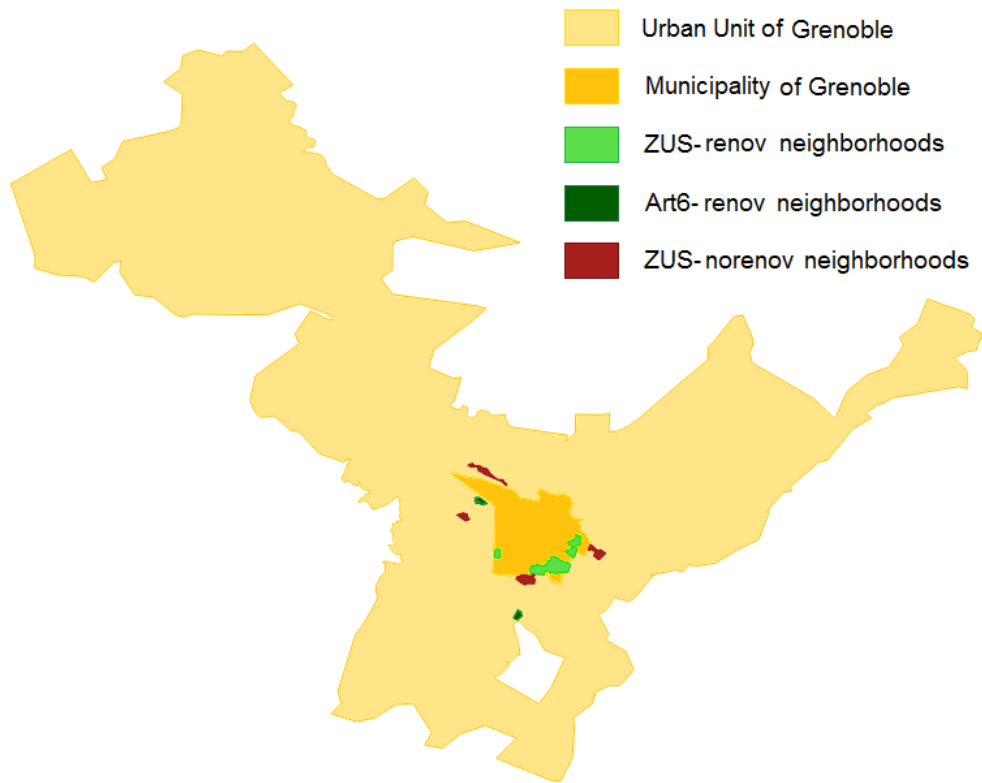 Urban Unit of Grenoble
Municipality of Grenoble
ZUS-renov neighborhoods
Art6-renov neighborhoods
ZUS-norenov neighborhoods